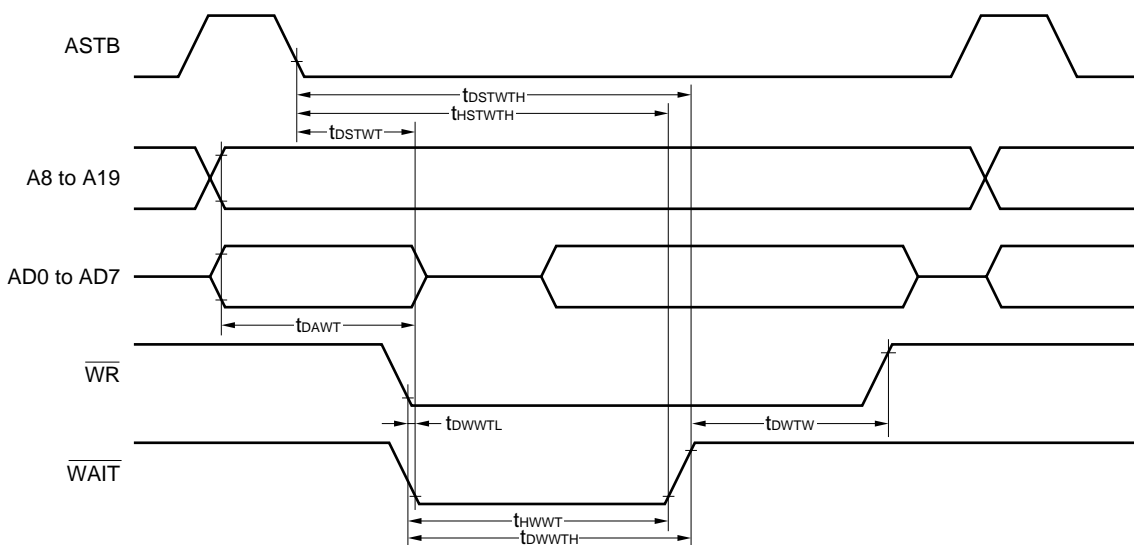 ASTB
tDSTWTH
tHSTWTH
tDSTWT
A8 to A19
AD0 to AD7
tDAWT
WR
tDWWTL
tDWTW
WAIT
tHWWT
tDWWTH